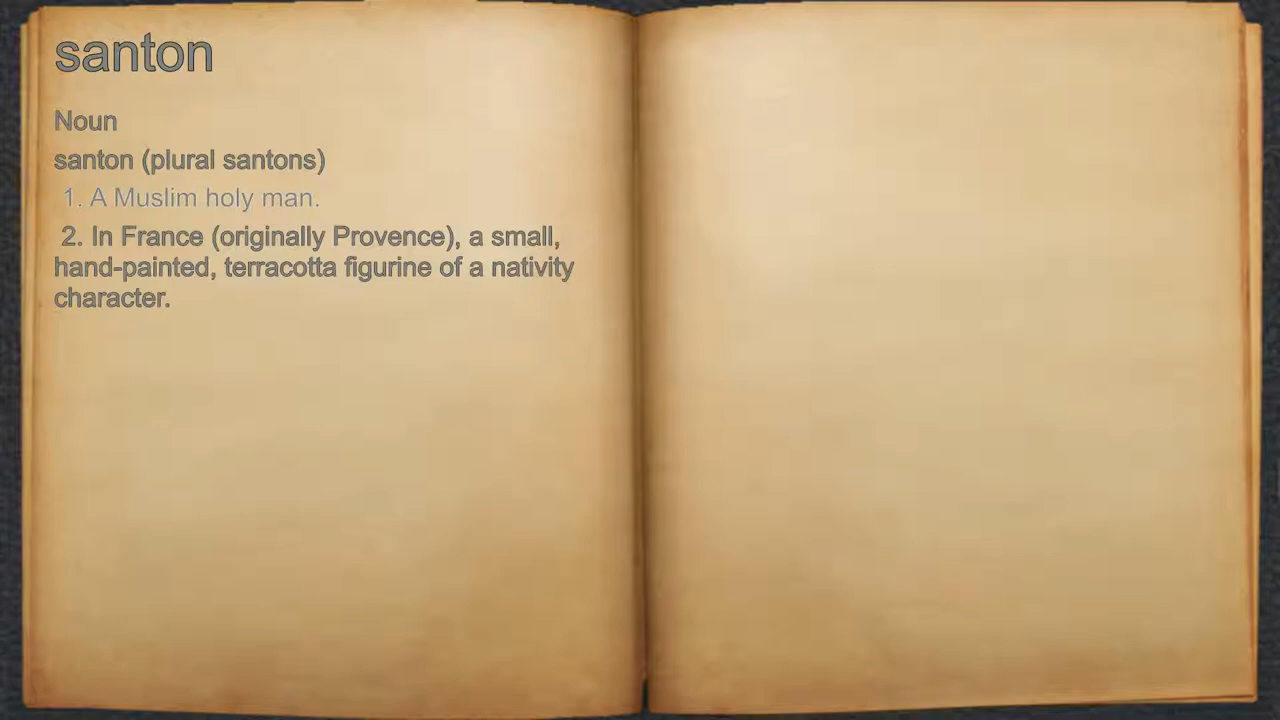 santon
Noun
santon (plural santons)
1. A Muslim holy man.
2. In France (originally Provence), a small,
hand-painted, terracotta figurine of a nativity
character.